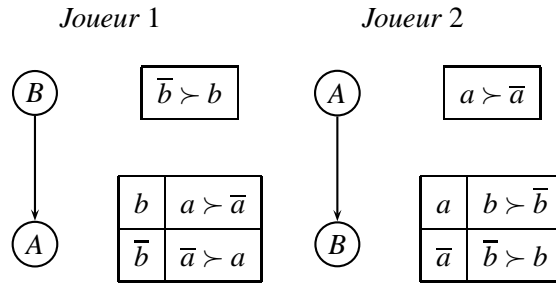 Joueur 1 Joueur 2
B b̅ ≻ b A a ≻ a̅
b a ≻ a̅ a b ≻ b̅
A b̅ a̅ ≻ a B a̅ b̅ ≻ b